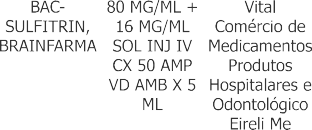 BAC- 80 MG/ML + Vital
SULFITRIN, 16 MG/ML Comércio de
BRAINFARMA SOL INJ IV Medicamentos
CX 50 AMP Produtos
VD AMB X 5 Hospitalares e
ML Odontológico
Eireli Me